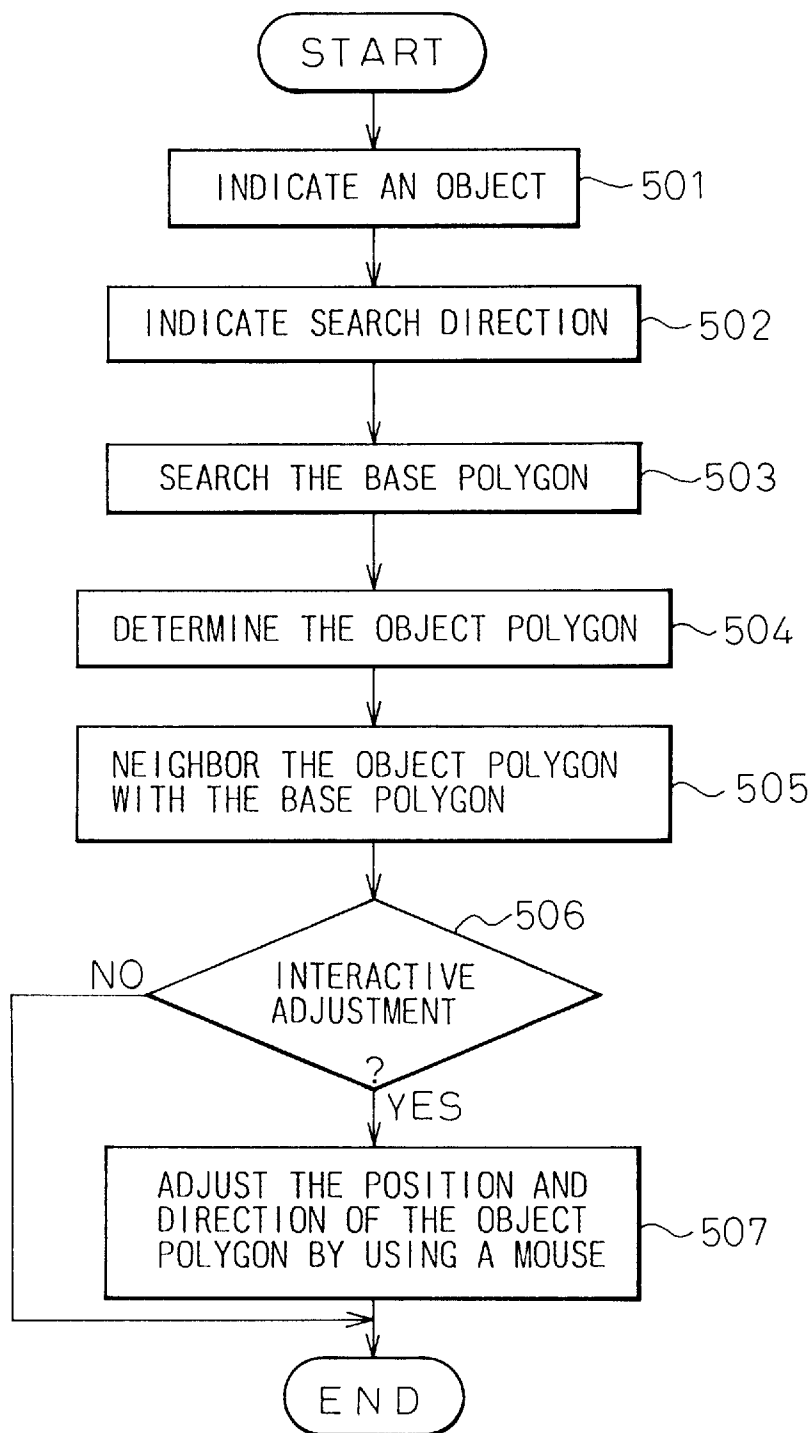 START
INDICATE AN OBJECT
501
INDICATE SEARCH DIRECTION
502
SEARCH THE BASE POLYGON
503
DETERMINE THE OBJECT POLYGON
504
NEIGHBOR THE OBJECT POLYGON
WITH THE BASE POLYGON
505
506
NO
INTERACTIVE
ADJUSTMENT
?
YES
ADJUST THE POSITION AND
DIRECTION OF THE OBJECT
POLYGON BY USING A MOUSE
507
END